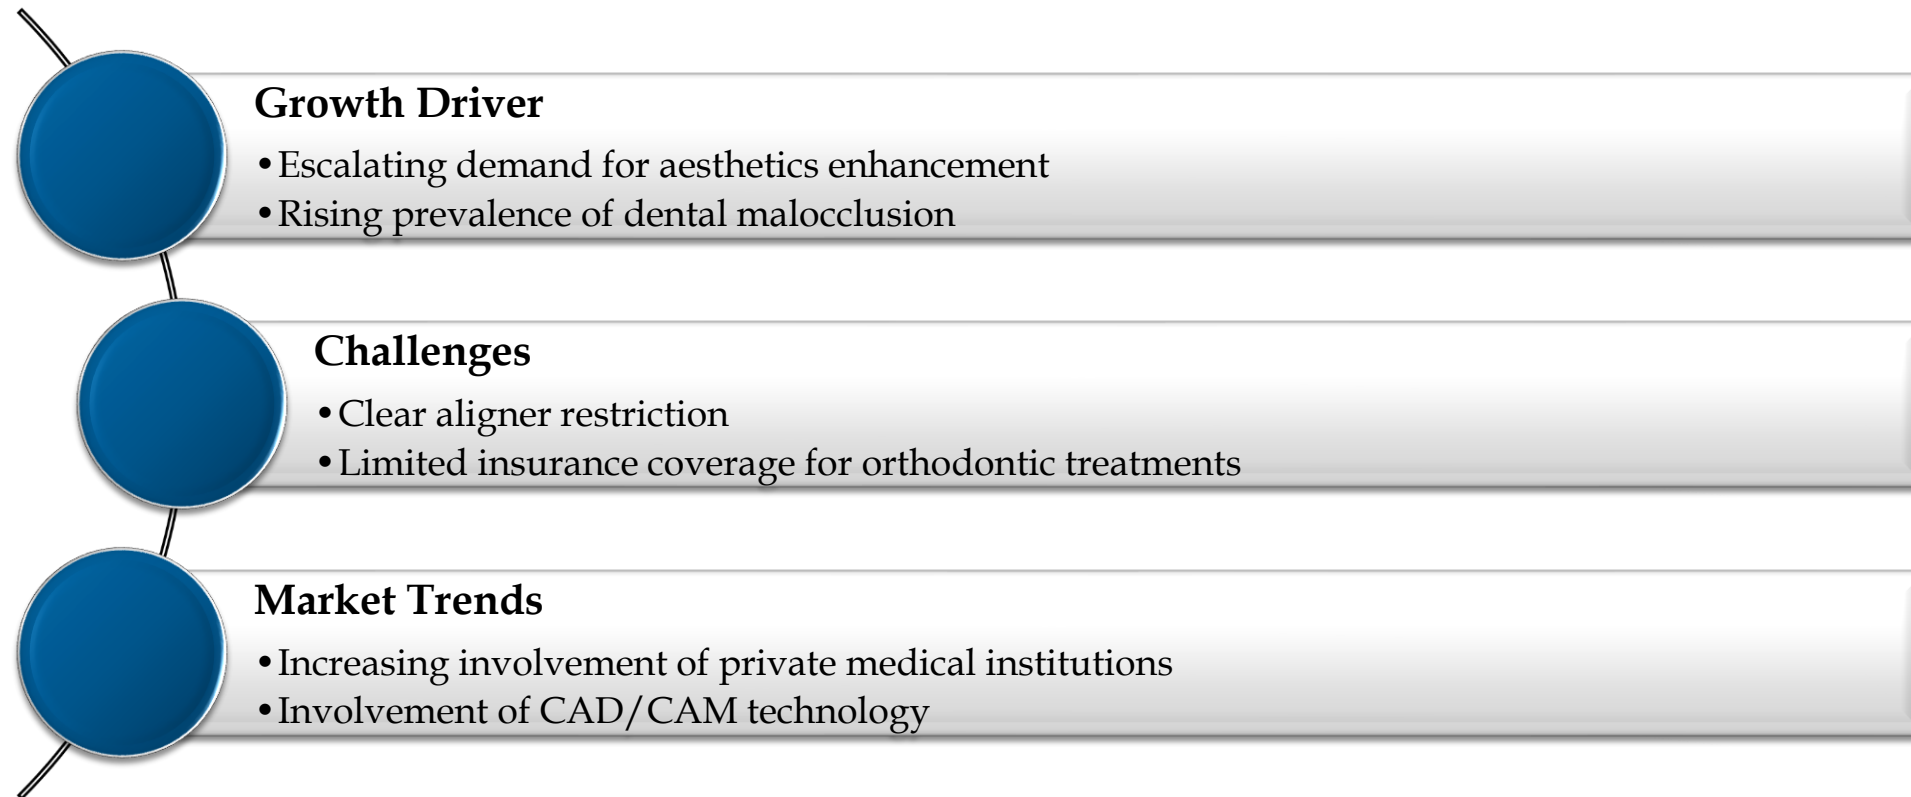 Growth Driver
•Escalating demand for aesthetics enhancement
•Rising prevalence of dental malocclusion
Challenges
•Clear aligner restriction
•Limited insurance coverage for orthodontic treatments
Market Trends
•Increasing involvement of private medical institutions
•Involvement of CAD/CAM technology